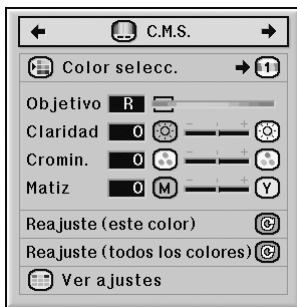 C.M.S.
Color selecc. 1
Objetivo R
Claridad 0 - +
Cromin. 0 - +
Matiz 0 M - + Y
Reajuste (este color)
Reajuste (todos los colores)
Ver ajustes